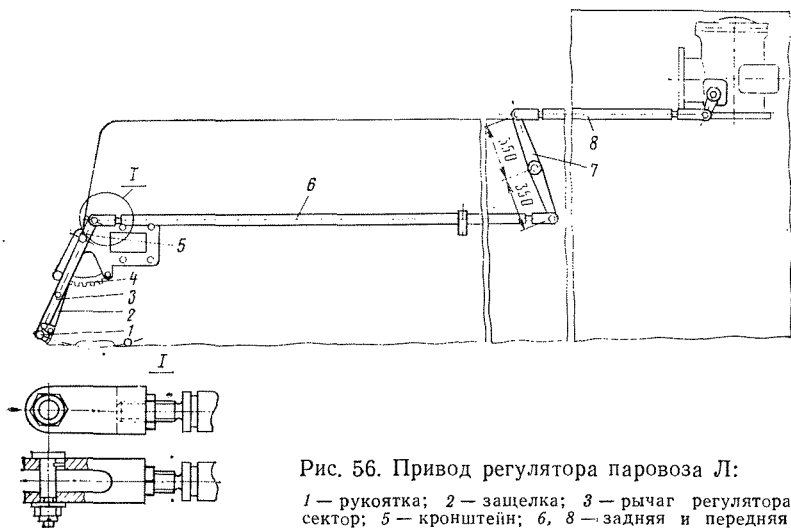 I
6
8
7
350
350
5
4
3
2
1
I
Рис. 56. Привод регулятора паровоза Л:
1 — рукоятка; 2 — защелка; 3 — рычаг регулятора
сектор; 5 — кронштейн; 6, 8 — задняя и передняя